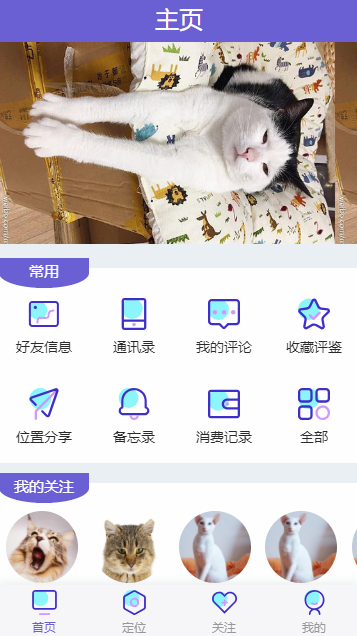 主页
常用
好友信息
通讯录
我的评论
收藏评鉴
位置分享
备忘录
消费记录
全部
我的关注
首页
定位
关注
我的